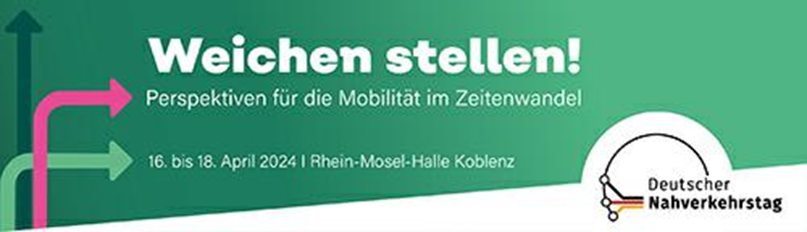 Weichen stellen!
Perspektiven für die Mobilität im Zeitenwandel
16. bis 18. April 2024 I Rhein-Mosel-Halle Koblenz
Deutscher
Nahverkehrstag